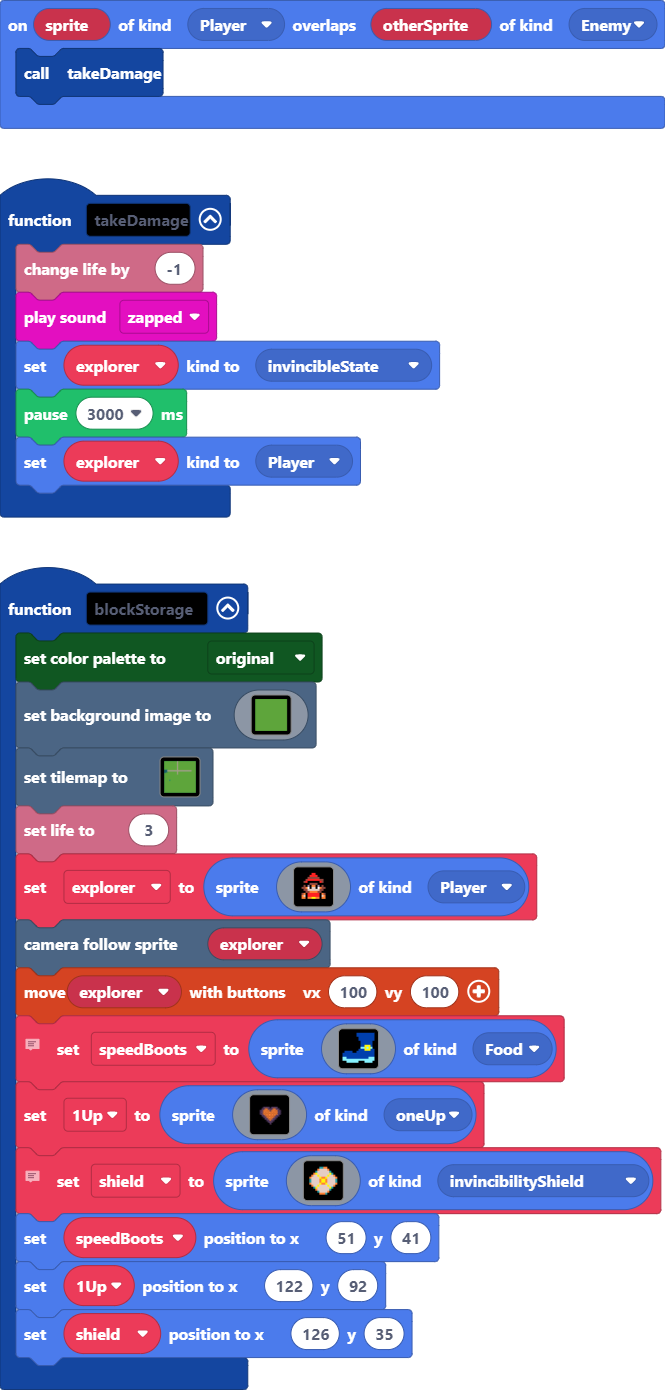 on sprite of kind Player overlaps otherSprite of kind Enemy
call takeDamage
function takeDamage
change life by -1
play sound zapped
set explorer kind to invincibleState
pause 3000 ms
set explorer kind to Player
function blockStorage
set color palette to original
set background image to
set tilemap to
set life to 3
set explorer to sprite of kind Player
camera follow sprite explorer
move explorer with buttons vx 100 vy 100
set speedBoots to sprite of kind Food
set 1Up to sprite of kind oneUp
set shield to sprite of kind invincibilityShield
set speedBoots position to x 51 y 41
set 1Up position to x 122 y 92
set shield position to x 126 y 35